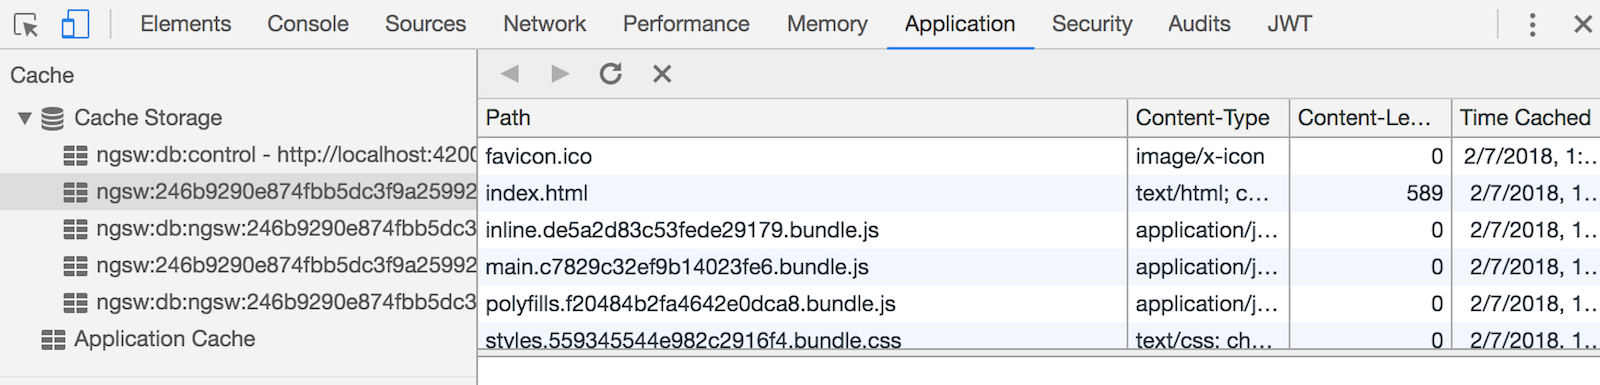 Elements Console Sources Network Performance Memory Application Security Audits JWT
Cache
Cache Storage
ngsw:db:control - http://localhost:4200
ngsw:246b9290e874fbb5dc3f9a25992
ngsw:db:ngsw:246b9290e874fbb5dc3
ngsw:246b9290e874fbb5dc3f9a25992
ngsw:db:ngsw:246b9290e874fbb5dc3
Application Cache
Path Content-Type Content-Le... Time Cached
favicon.ico image/x-icon 0 2/7/2018, 1:...
index.html text/html; c... 589 2/7/2018, 1...
inline.de5a2d83c53fede29179.bundle.js application/j... 0 2/7/2018, 1...
main.c7829c32ef9b14023fe6.bundle.js application/j... 0 2/7/2018, 1...
polyfills.f20484b2fa4642e0dca8.bundle.js application/j... 0 2/7/2018, 1...
styles.559345544e982c2916f4.bundle.css text/css; ch... 0 2/7/2018, 1...